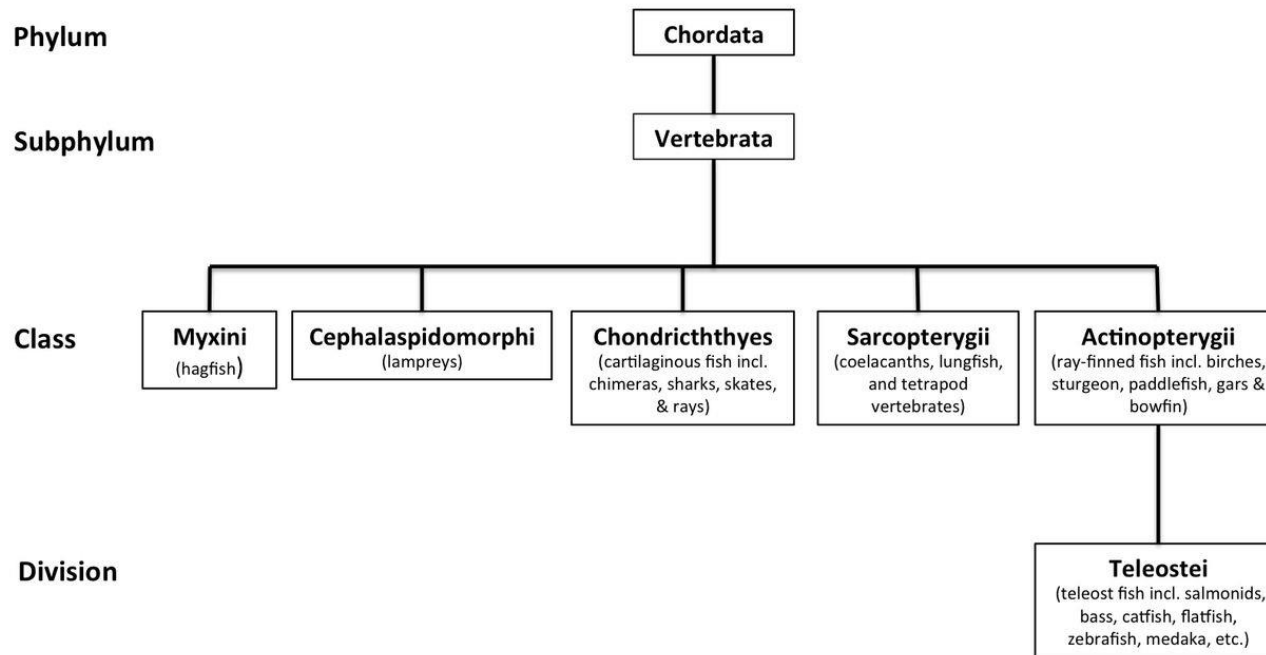 Phylum
Chordata
Subphylum
Vertebrata
Class
Myxini
(hagfish)
Cephalaspidomorphi
(lampreys)
Chondricththyes
(cartilaginous fish incl.
chimeras, sharks, skates,
& rays)
Sarcopterygii
(coelacanths, lungfish,
and tetrapod
vertebrates)
Actinopterygii
(ray-finned fish incl. birches,
sturgeon, paddlefish, gars &
bowfin)
Division
Teleostei
(teleost fish incl. salmonids,
bass, catfish, flatfish,
zebrafish, medaka, etc.)